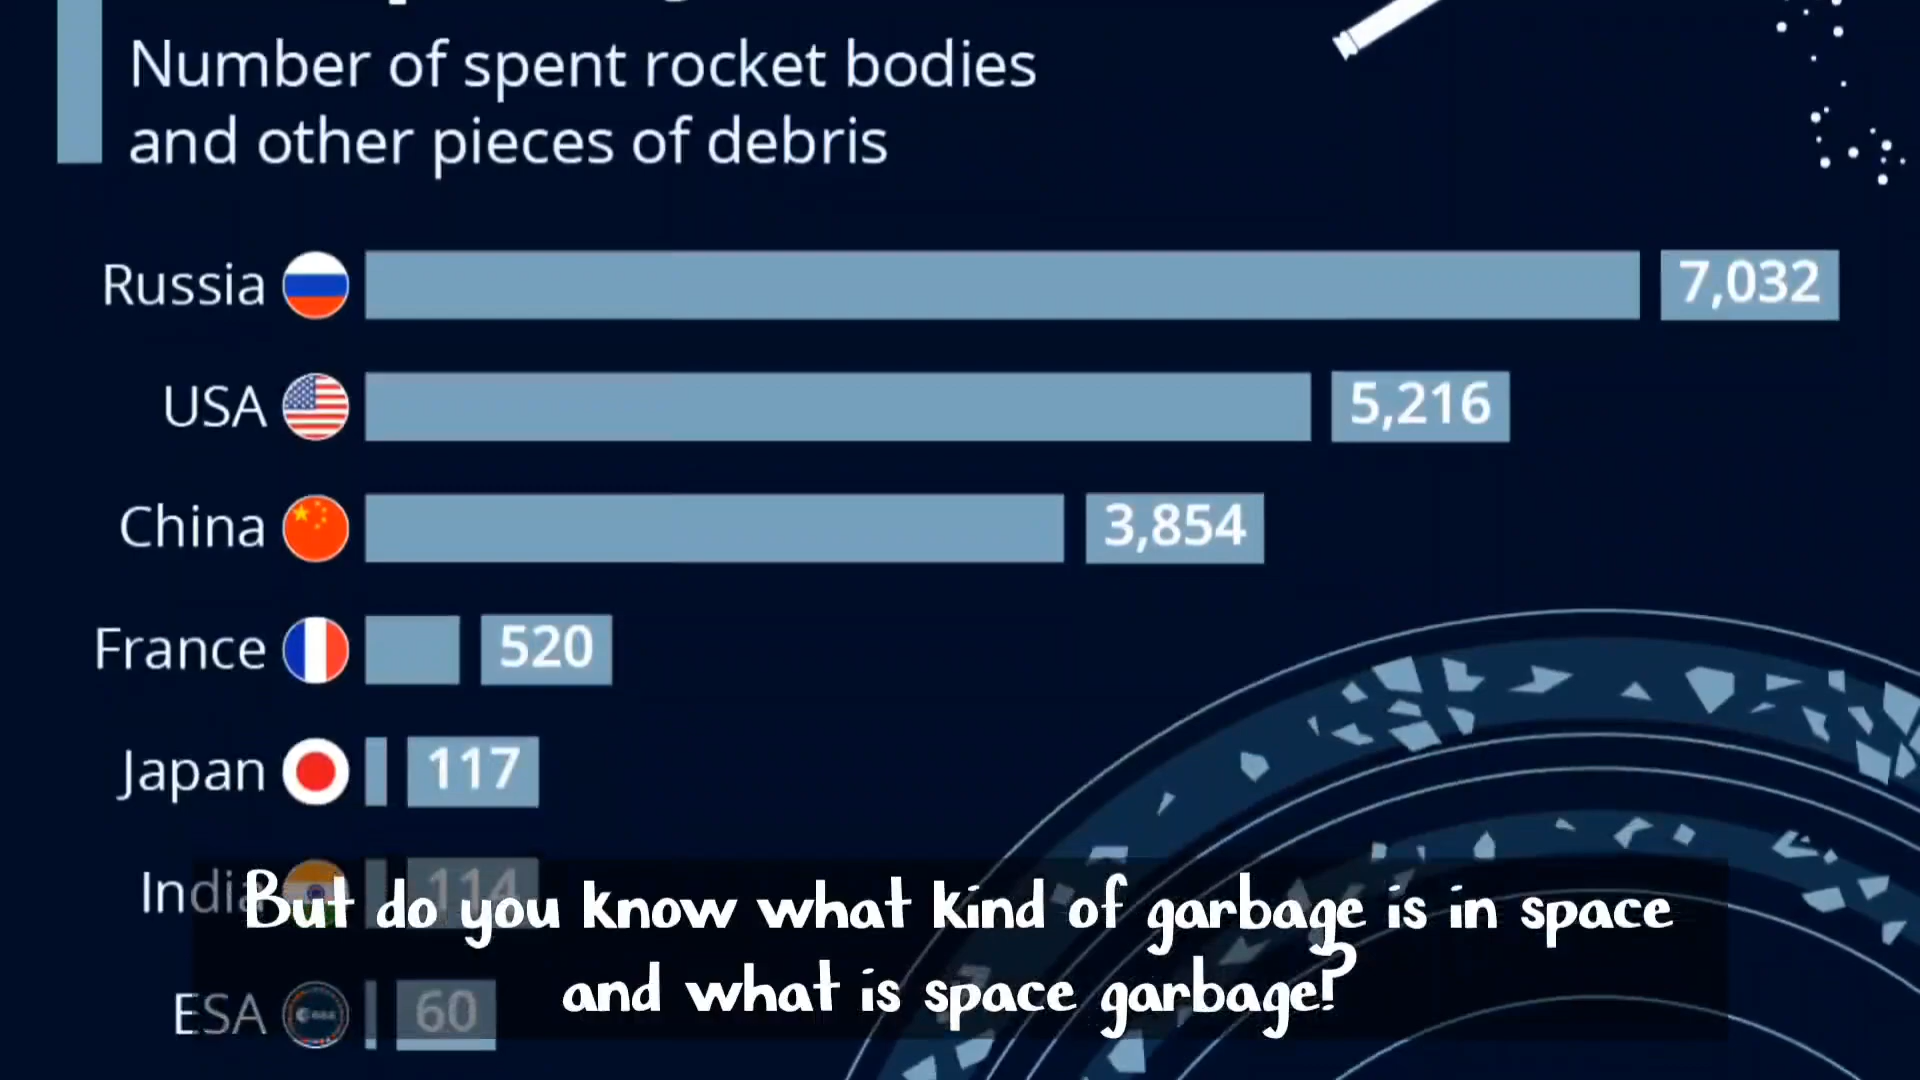 Number of spent rocket bodies
and other pieces of debris
Russia 7,032
USA 5,216
China 3,854
France 520
Japan 117
India 114
ESA 60
But do you know what kind of garbage is in space
and what is space garbage?